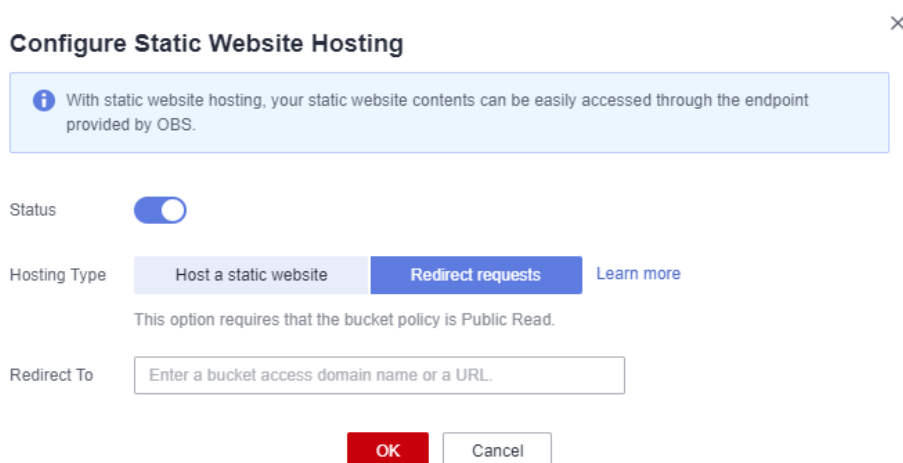 Configure Static Website Hosting
With static website hosting, your static website contents can be easily accessed through the endpoint
provided by OBS.
Status
Hosting Type
Host a static website
Redirect requests
Learn more
This option requires that the bucket policy is Public Read.
Redirect To
Enter a bucket access domain name or a URL.
OK
Cancel